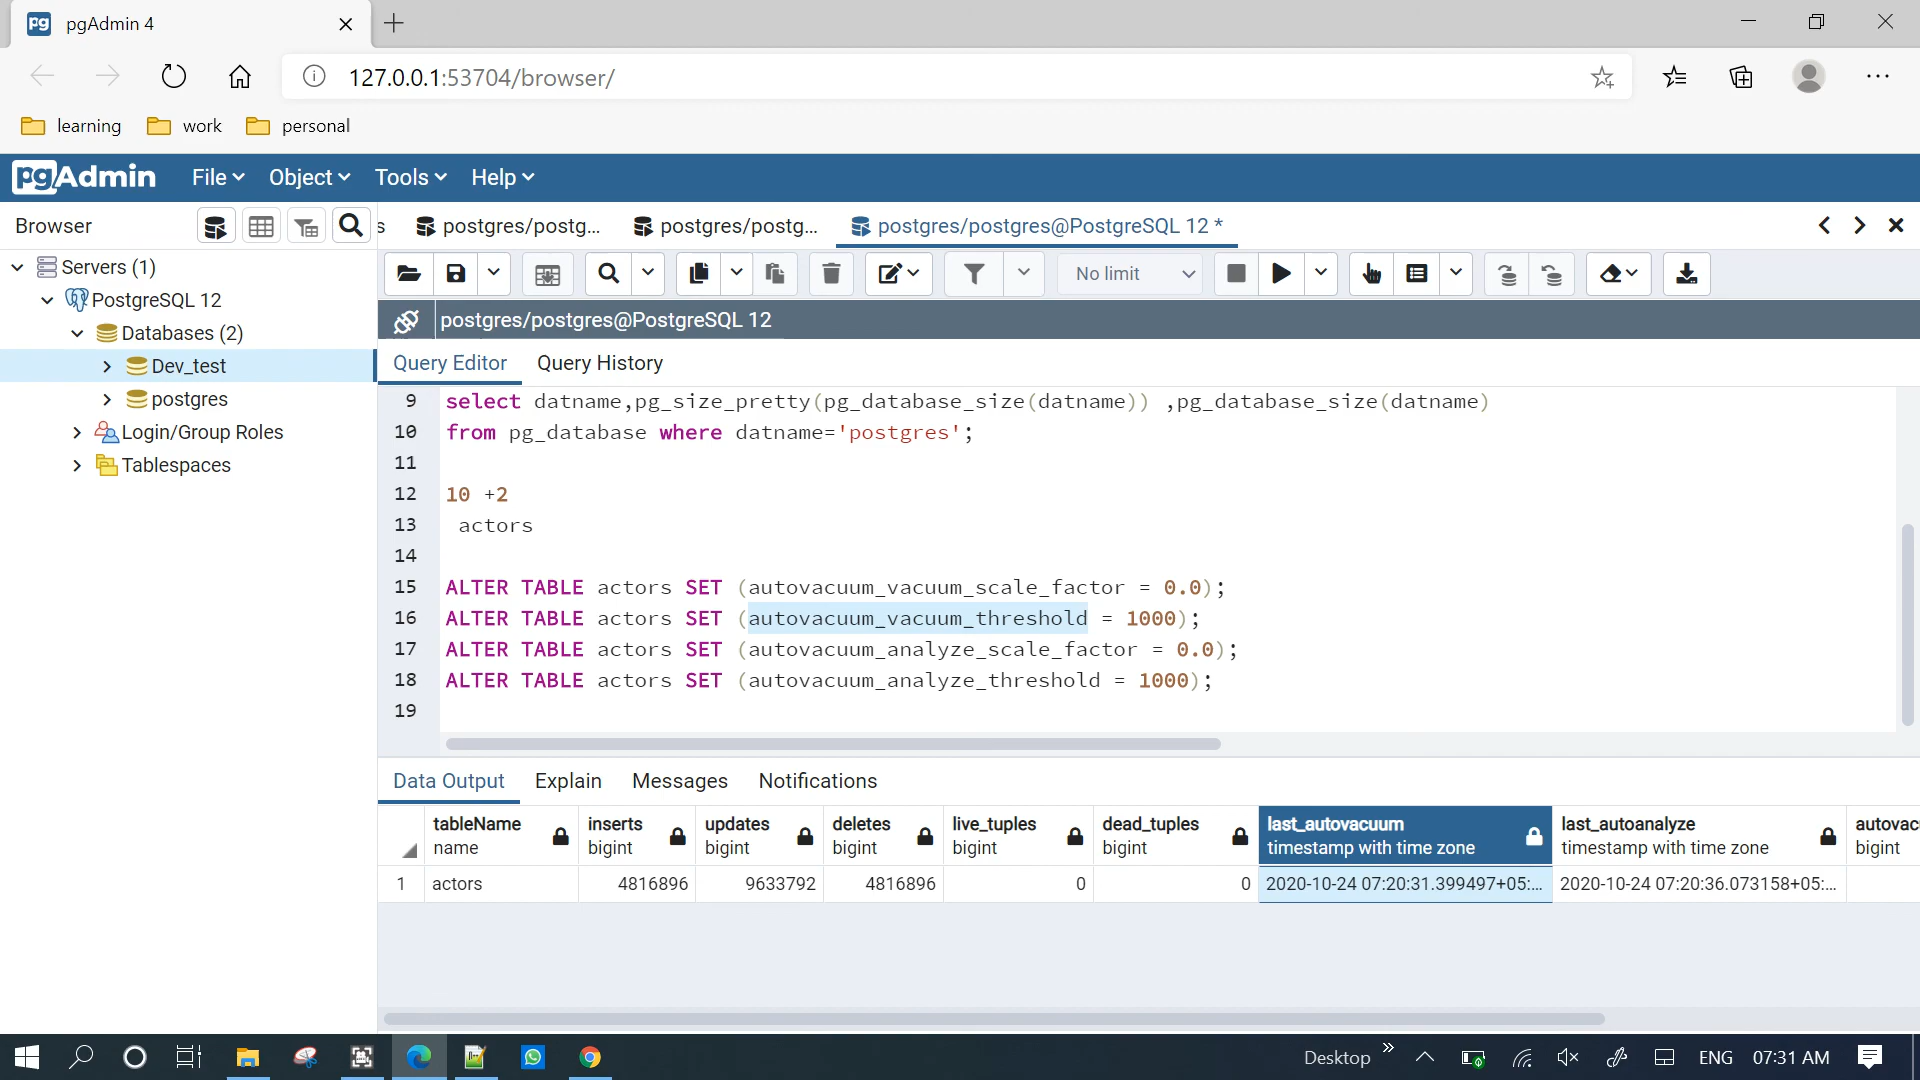 pgAdmin 4
127.0.0.1:53704/browser/
learning work personal
pgAdmin File Object Tools Help
Browser
s postgres/postg... postgres/postg... postgres/postgres@PostgreSQL 12 *
Servers (1)
PostgreSQL 12
Databases (2)
Dev_test
postgres
Login/Group Roles
Tablespaces
No limit
postgres/postgres@PostgreSQL 12
Query Editor Query History
9 select datname,pg_size_pretty(pg_database_size(datname)) ,pg_database_size(datname)
10 from pg_database where datname='postgres';
11
12 10 +2
13 actors
14
15 ALTER TABLE actors SET (autovacuum_vacuum_scale_factor = 0.0);
16 ALTER TABLE actors SET (autovacuum_vacuum_threshold = 1000);
17 ALTER TABLE actors SET (autovacuum_analyze_scale_factor = 0.0);
18 ALTER TABLE actors SET (autovacuum_analyze_threshold = 1000);
19
Data Output Explain Messages Notifications
tableName inserts updates deletes live_tuples dead_tuples last_autovacuum last_autoanalyze autovac
name bigint bigint bigint bigint bigint timestamp with time zone timestamp with time zone bigint
1 actors 4816896 9633792 4816896 0 0 2020-10-24 07:20:31.399497+05:... 2020-10-24 07:20:36.073158+05:...
Desktop ENG 07:31 AM